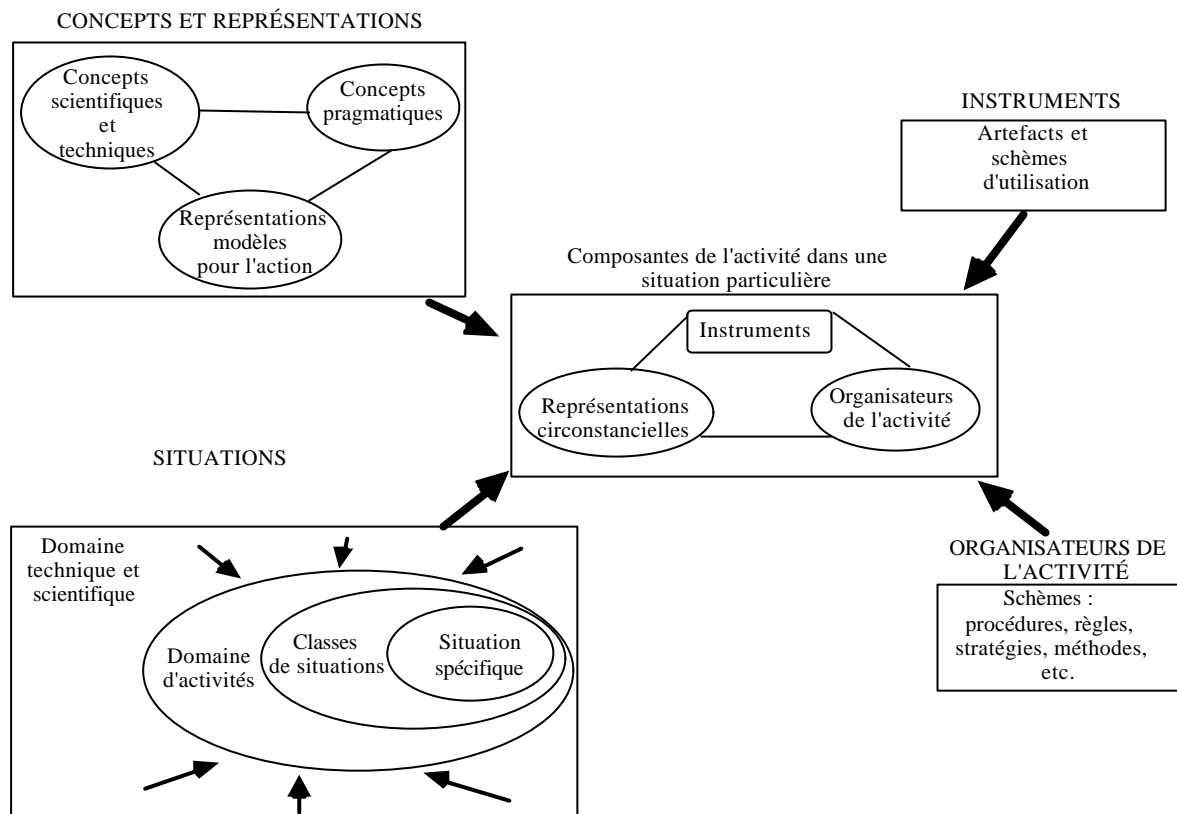 CONCEPTS ET REPRÉSENTATIONS
Concepts
scientifiques
et
techniques
Concepts
pragmatiques
Représentations
modèles
pour l'action
INSTRUMENTS
Artefacts et
schèmes
d'utilisation
Composantes de l'activité dans une
situation particulière
Instruments
Représentations
circonstancielles
Organisateurs
de l'activité
SITUATIONS
Domaine
technique et
scientifique
Domaine
d'activités
Classes
de situations
Situation
spécifique
ORGANISATEURS DE
L'ACTIVITÉ
Schèmes :
procédures, règles,
stratégies, méthodes,
etc.